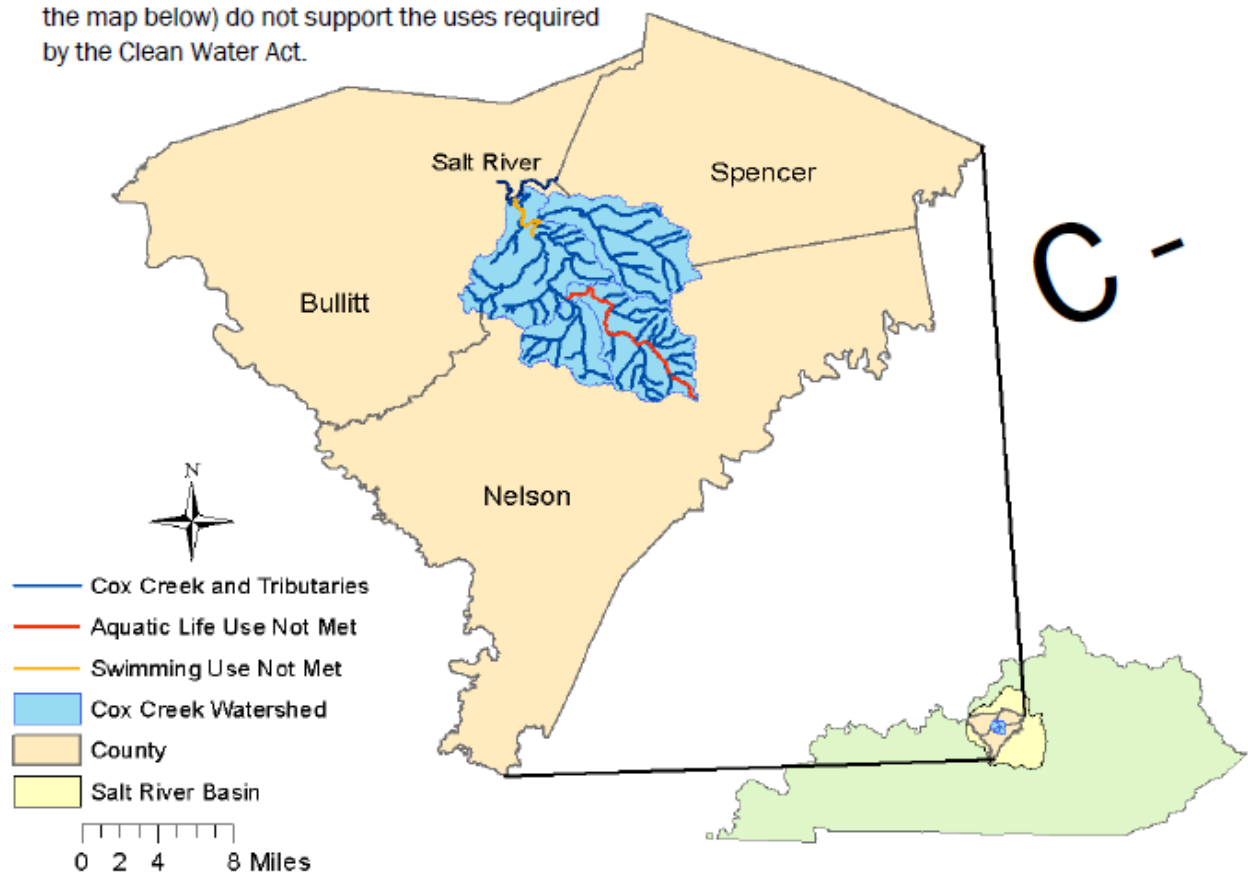 the map below) do not support the uses required
by the Clean Water Act.
Salt River
Spencer
C -
Bullitt
Nelson
N
Cox Creek and Tributaries
Aquatic Life Use Not Met
Swimming Use Not Met
Cox Creek Watershed
County
Salt River Basin
0 2 4 8 Miles